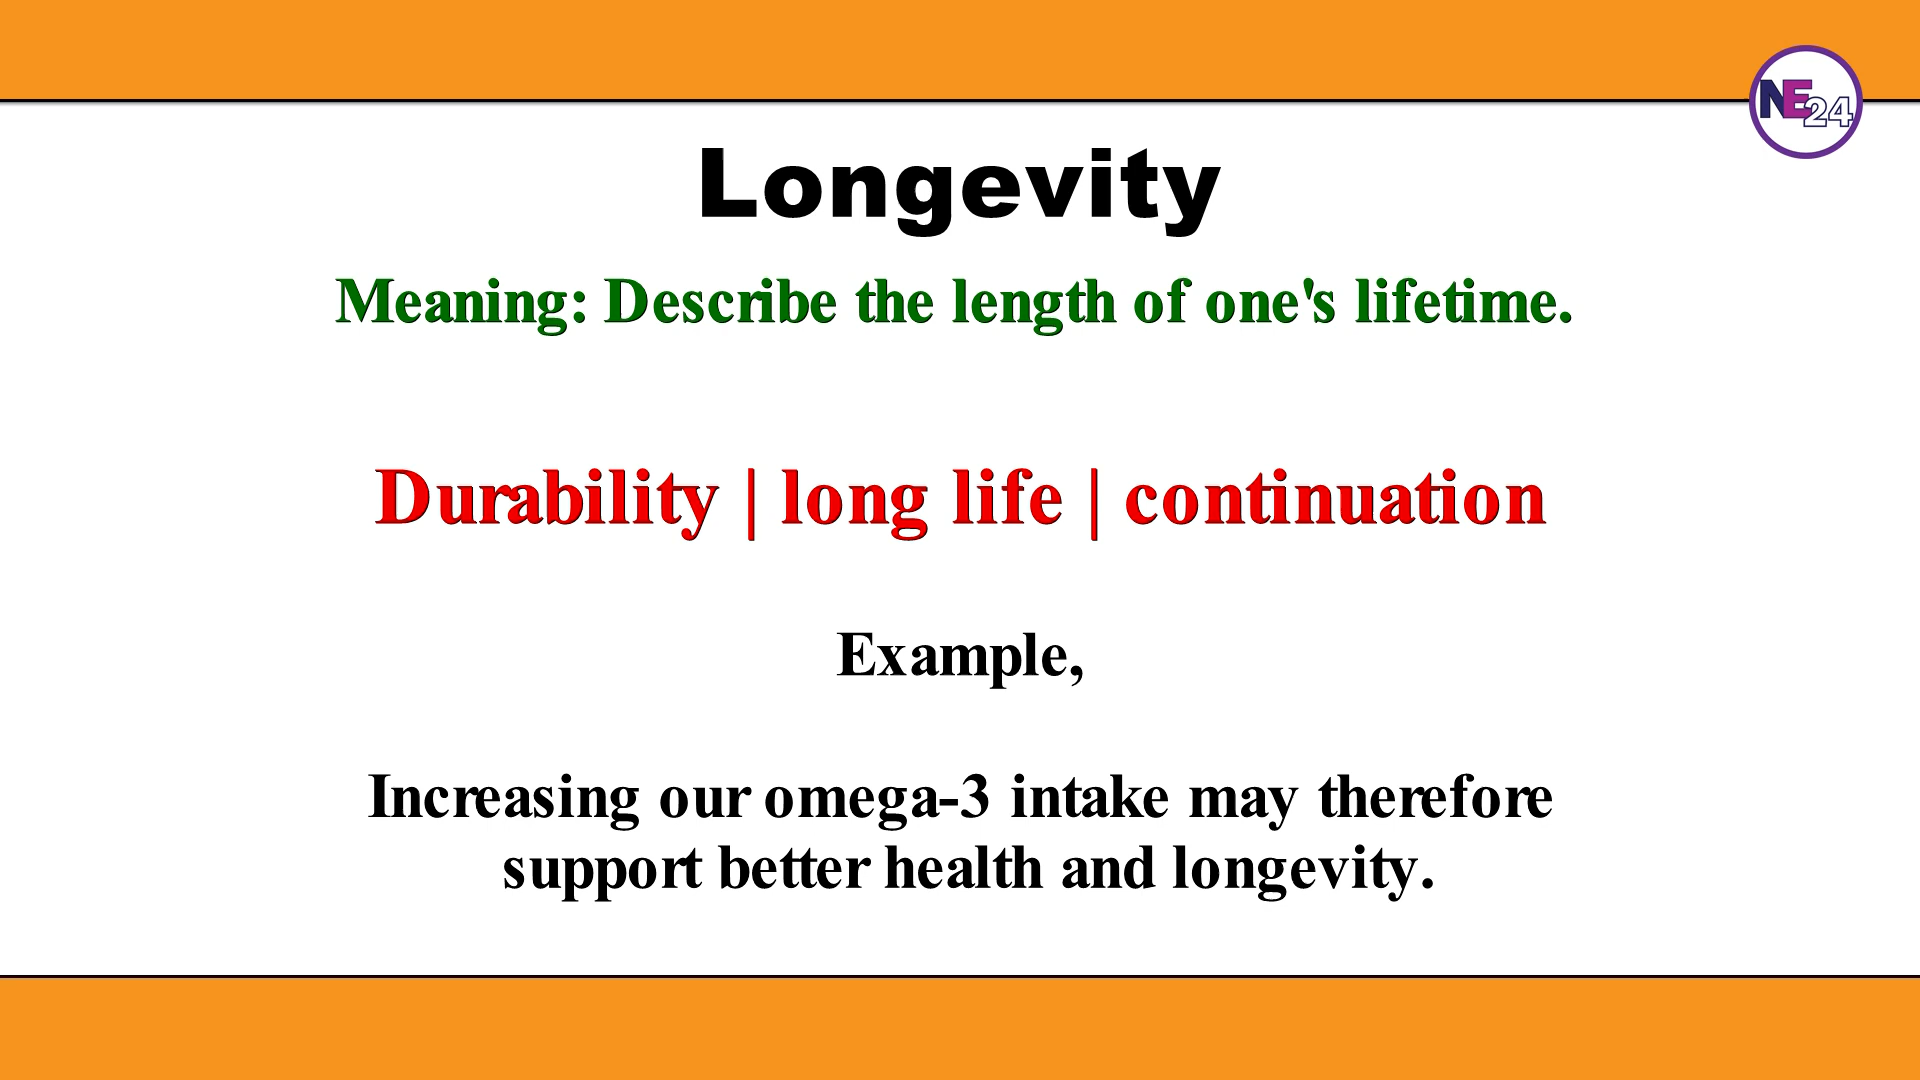 NE24
Longevity
Meaning: Describe the length of one's lifetime.
Durability | long life | continuation
Example,
Increasing our omega-3 intake may therefore
support better health and longevity.